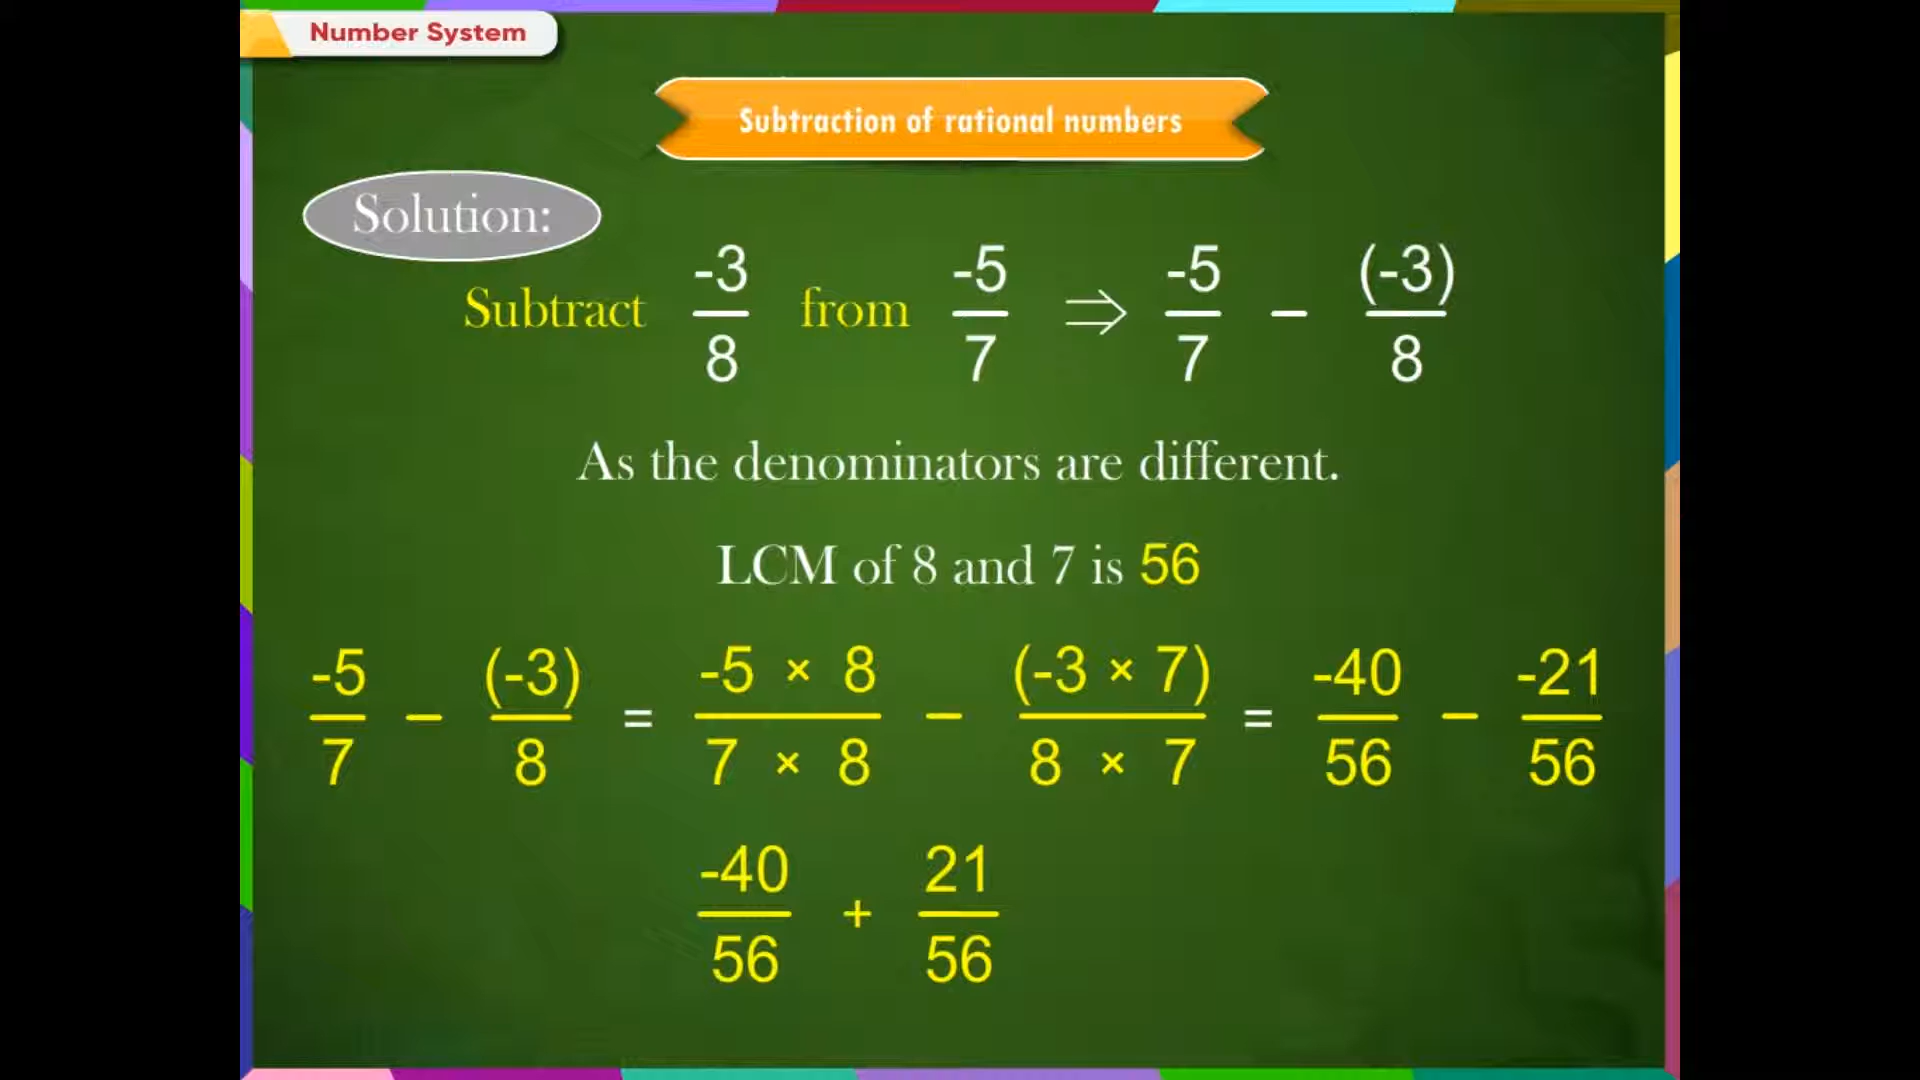 Number System
Subtraction of rational numbers
Solution:
Subtract -3/8 from -5/7 ⇒ -5/7 – (-3)/8
As the denominators are different.
LCM of 8 and 7 is 56
-5/7 – (-3)/8 = -5 × 8/7 × 8 – (-3 × 7)/8 × 7 = -40/56 – -21/56
-40/56 + 21/56